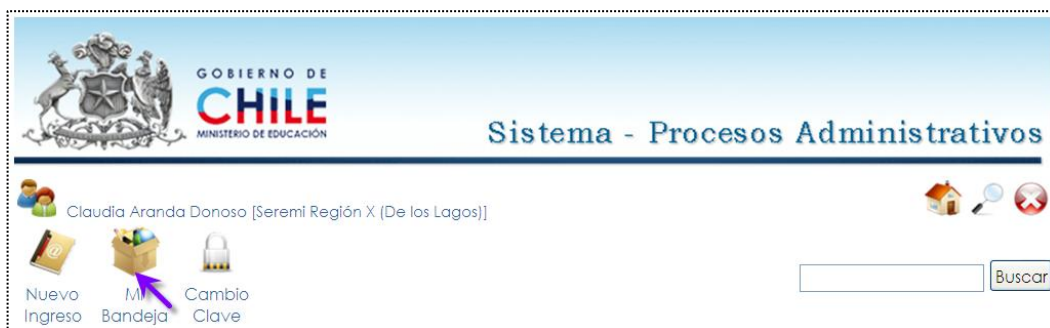 GOBIERNO DE
CHILE
MINISTERIO DE EDUCACIÓN
Sistema - Procesos Administrativos
Claudia Aranda Donoso [Seremi Región X (De los Lagos)]
Nuevo Ingreso
Mi Bandeja
Cambio Clave
Buscar